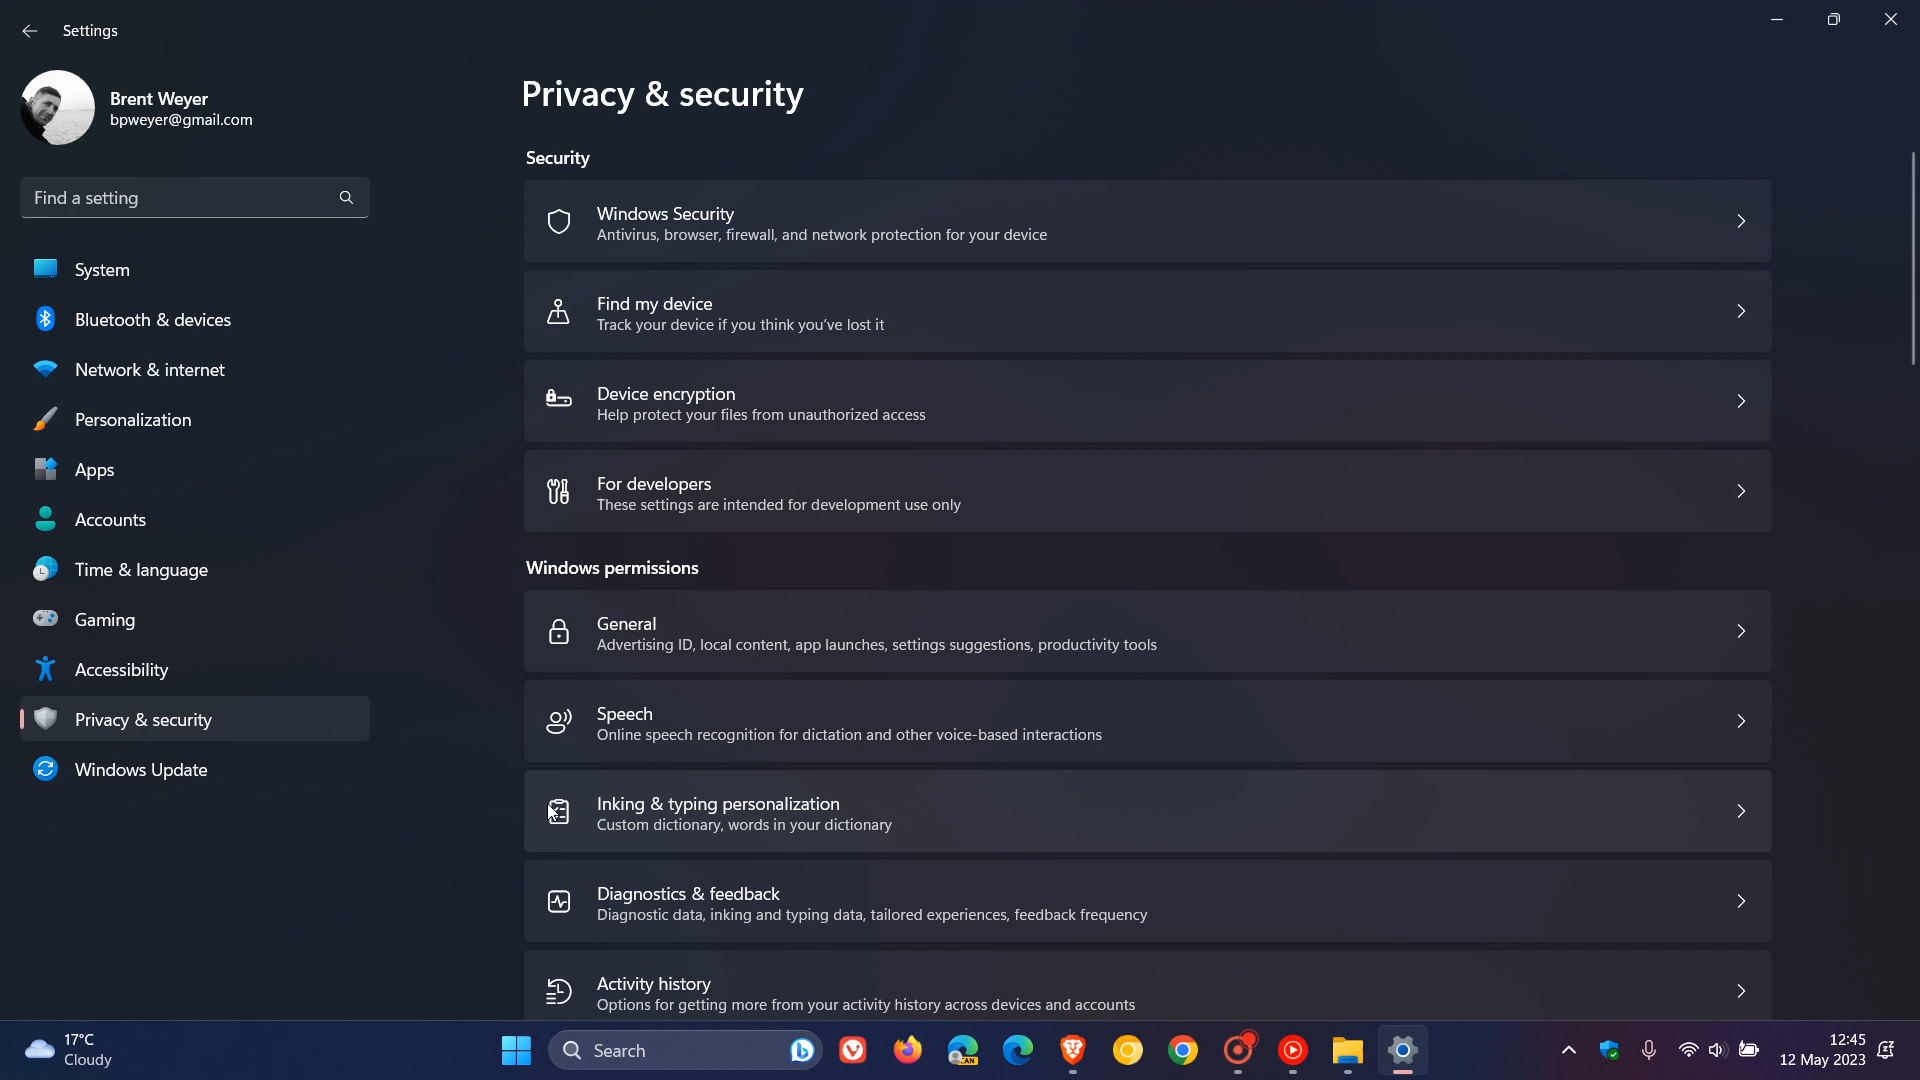 Settings
Brent Weyer
bpweyer@gmail.com
Find a setting
System
Bluetooth & devices
Network & internet
Personalization
Apps
Accounts
Time & language
Gaming
Accessibility
Privacy & security
Windows Update
Privacy & security
Security
Windows Security
Antivirus, browser, firewall, and network protection for your device
Find my device
Track your device if you think you've lost it
Device encryption
Help protect your files from unauthorized access
For developers
These settings are intended for development use only
Windows permissions
General
Advertising ID, local content, app launches, settings suggestions, productivity tools
Speech
Online speech recognition for dictation and other voice-based interactions
Inking & typing personalization
Custom dictionary, words in your dictionary
Diagnostics & feedback
Diagnostic data, inking and typing data, tailored experiences, feedback frequency
Activity history
Options for getting more from your activity history across devices and accounts
17°C
Cloudy
Search
CAN
12:45
12 May 2023